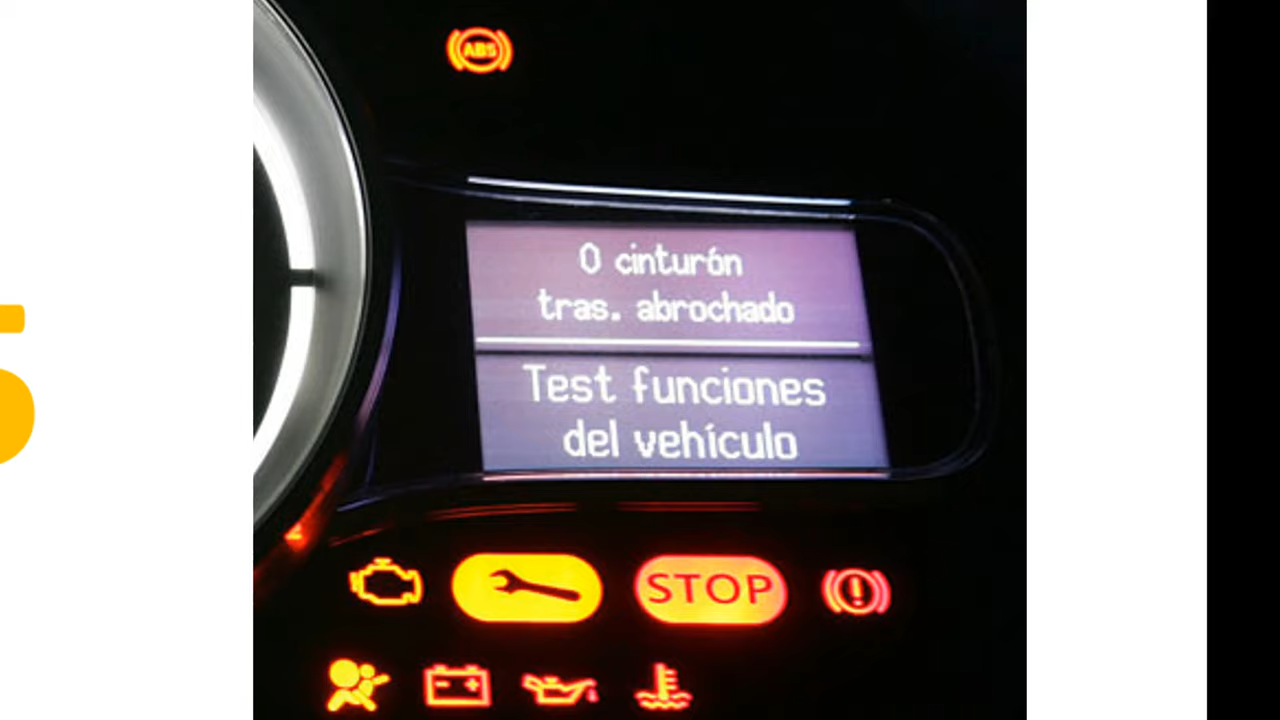 ABS
0 cinturón
tras. abrochado
Test funciones
del vehículo
STOP